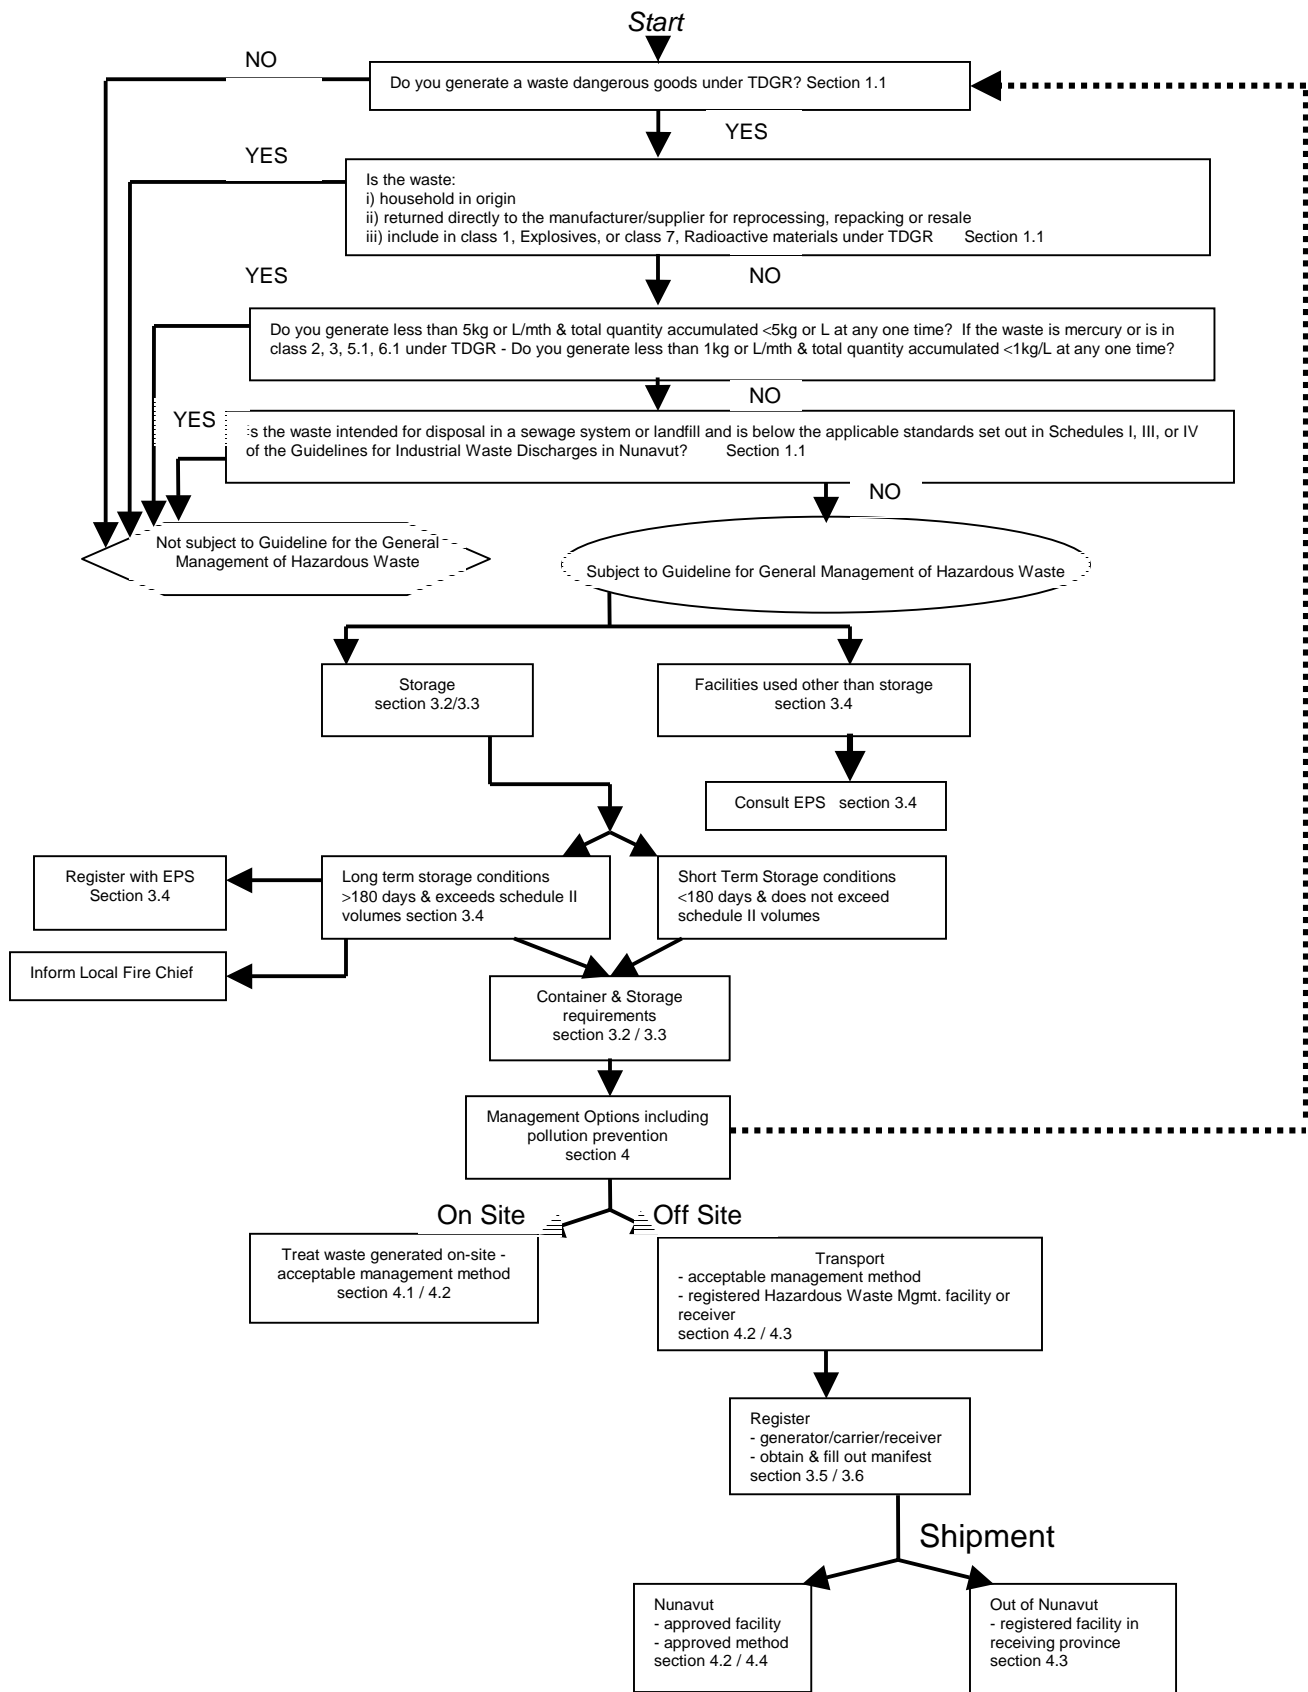 Start
NO
Do you generate a waste dangerous goods under TDGR? Section 1.1
YES
YES
Is the waste:
i) household in origin
ii) returned directly to the manufacturer/supplier for reprocessing, repacking or resale
iii) include in class 1, Explosives, or class 7, Radioactive materials under TDGR Section 1.1
YES
NO
Do you generate less than 5kg or L/mth & total quantity accumulated <5kg or L at any one time? If the waste is mercury or is in
class 2, 3, 5.1, 6.1 under TDGR - Do you generate less than 1kg or L/mth & total quantity accumulated <1kg/L at any one time?
NO
YES
s the waste intended for disposal in a sewage system or landfill and is below the applicable standards set out in Schedules I, III, or IV
of the Guidelines for Industrial Waste Discharges in Nunavut? Section 1.1
NO
Not subject to Guideline for the General
Management of Hazardous Waste
Subject to Guideline for General Management of Hazardous Waste
Storage
section 3.2/3.3
Facilities used other than storage
section 3.4
Consult EPS section 3.4
Register with EPS
Section 3.4
Long term storage conditions
>180 days & exceeds schedule II
volumes section 3.4
Short Term Storage conditions
<180 days & does not exceed
schedule II volumes
Inform Local Fire Chief
Container & Storage
requirements
section 3.2 / 3.3
Management Options including
pollution prevention
section 4
On Site
Off Site
Treat waste generated on-site -
acceptable management method
section 4.1 / 4.2
Transport
- acceptable management method
- registered Hazardous Waste Mgmt. facility or
receiver
section 4.2 / 4.3
Register
- generator/carrier/receiver
- obtain & fill out manifest
section 3.5 / 3.6
Shipment
Nunavut
- approved facility
- approved method
section 4.2 / 4.4
Out of Nunavut
- registered facility in
receiving province
section 4.3